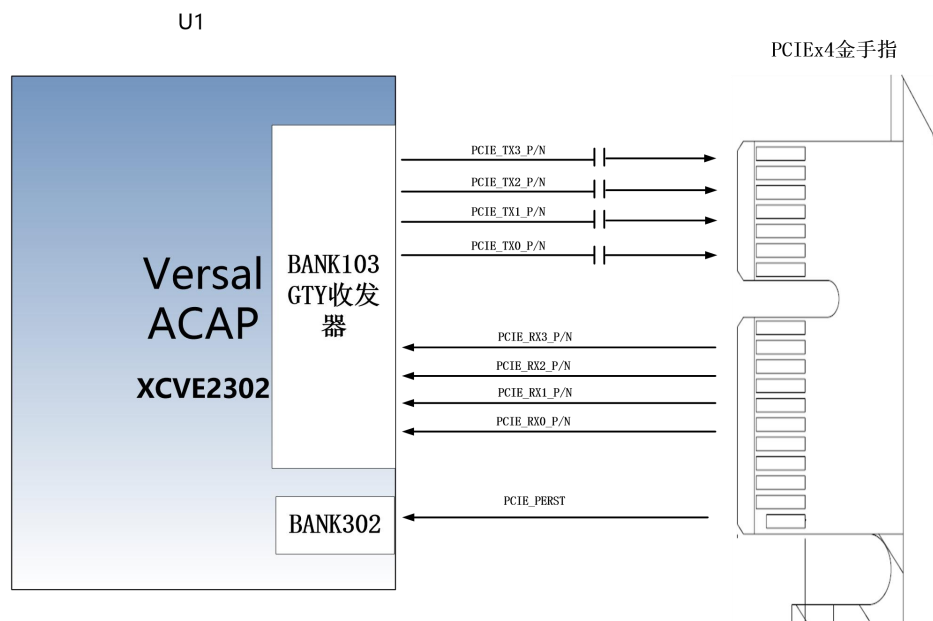 U1
PCIEx4金手指
PCIE_TX3_P/N
PCIE_TX2_P/N
PCIE_TX1_P/N
PCIE_TX0_P/N
Versal
ACAP
XCVE2302
BANK103
GTY收发
器
PCIE_RX3_P/N
PCIE_RX2_P/N
PCIE_RX1_P/N
PCIE_RX0_P/N
PCIE_PERST
BANK302